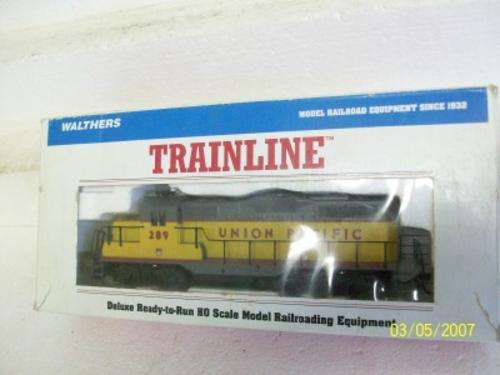 WALTHERS
MODEL RAILROAD EQUIPMENT SINCE 1932
TRAINLINE™
289
UNION PACIFIC
Deluxe Ready-to-Run HO Scale Model Railroading Equipment
03/05/2007